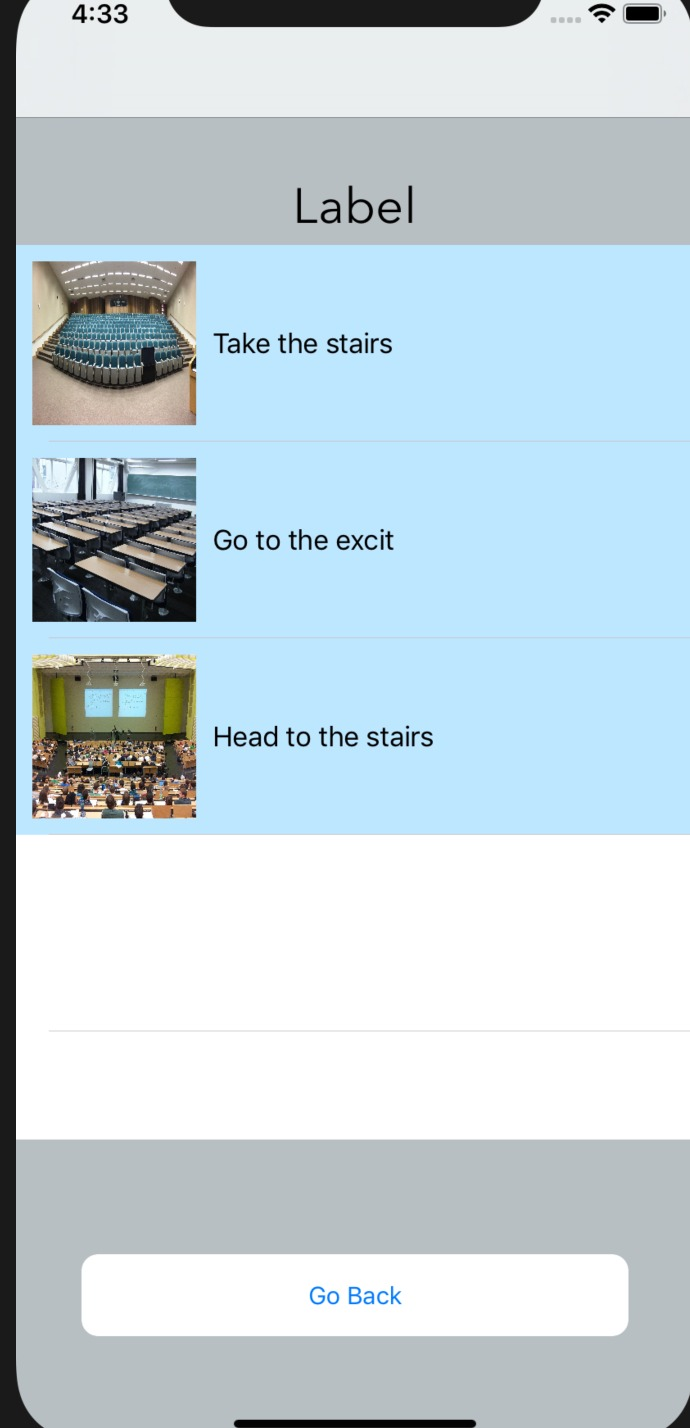 4:33
Label
Take the stairs
Go to the excit
Head to the stairs
Go Back